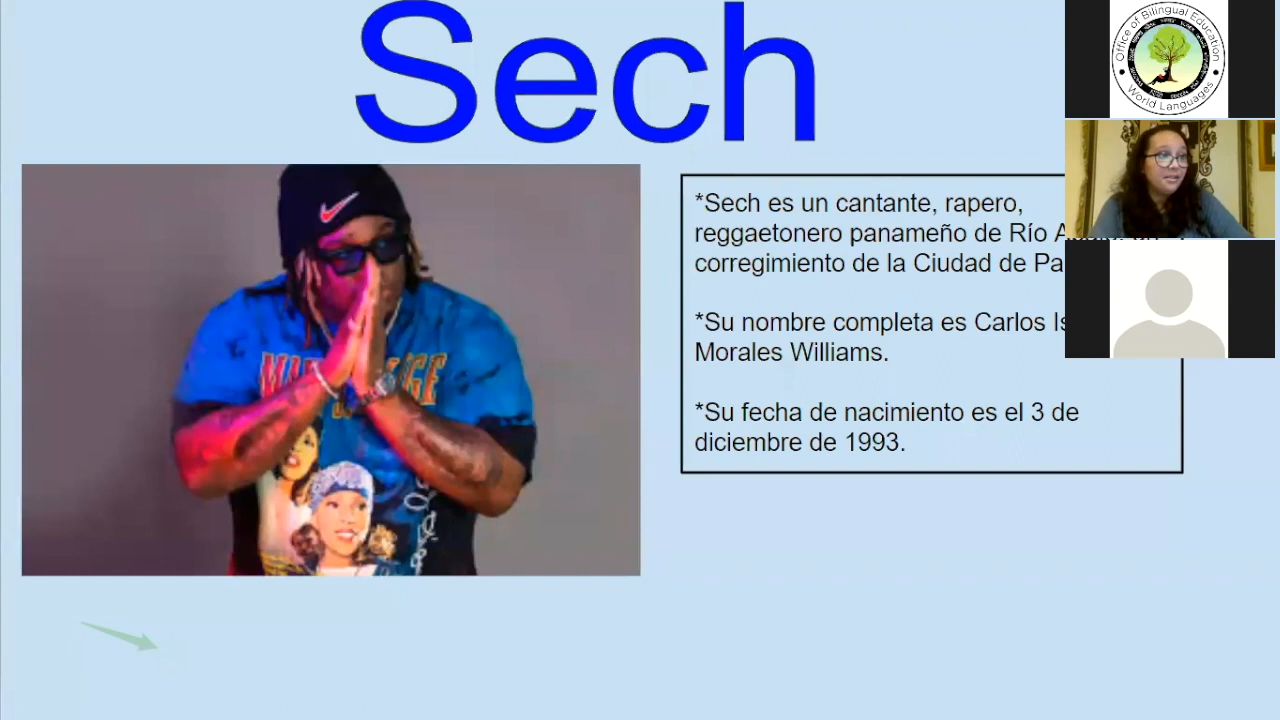 Sech
*Sech es un cantante, rapero,
reggaetonero panameño de Río
corregimiento de la Ciudad de Pa
*Su nombre completa es Carlos Is
Morales Williams.
*Su fecha de nacimiento es el 3 de
diciembre de 1993.
Office of Bilingual Education
World Languages